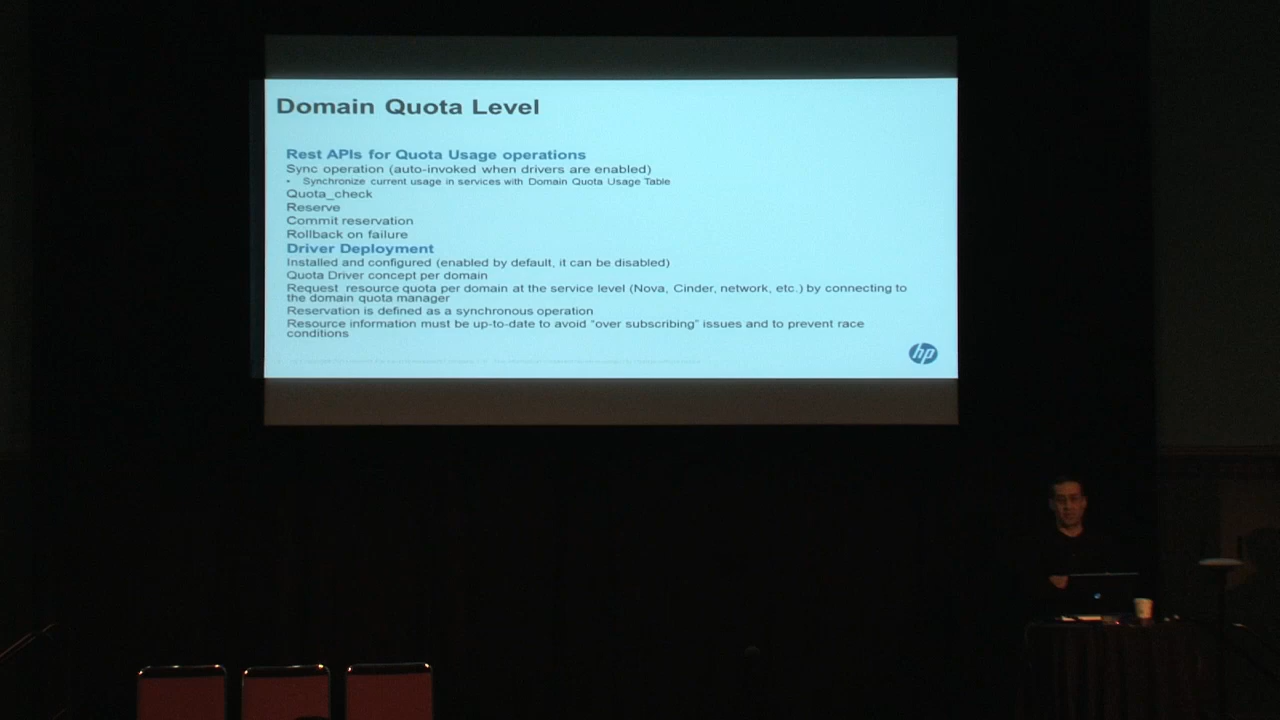 Domain Quota Level
Rest APIs for Quota Usage operations
Sync operation (auto-invoked when drivers are enabled)
• Synchronize current usage in services with Domain Quota Usage Table
Quota_check
Reserve
Commit reservation
Rollback on failure
Driver Deployment
Installed and configured (enabled by default, it can be disabled)
Quota Driver concept per domain
Request resource quota per domain at the service level (Nova, Cinder, network, etc.) by connecting to
the domain quota manager
Reservation is defined as a synchronous operation
Resource information must be up-to-date to avoid “over subscribing” issues and to prevent race
conditions
hp